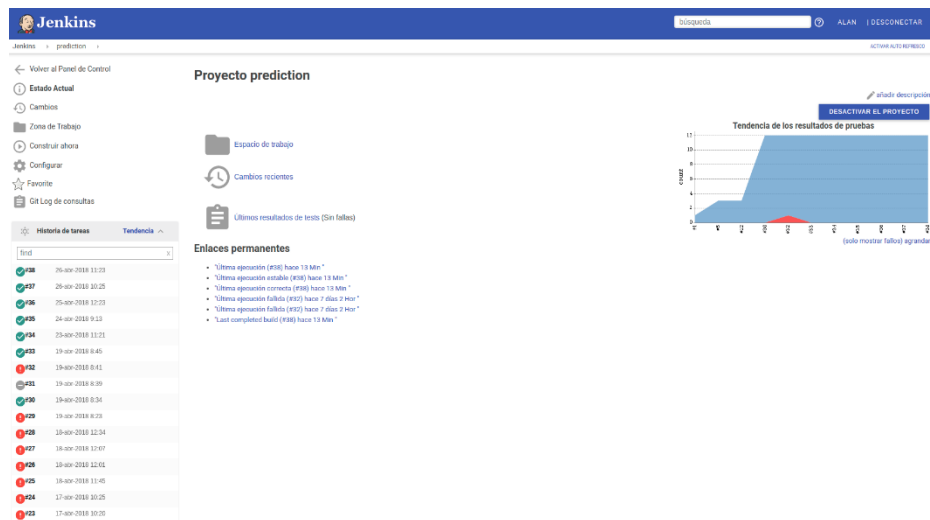 Jenkins
búsqueda
ALAN | DESCONECTAR
Jenkins › prediction ›
ACTIVAR AUTO REFRESCO
Volver al Panel de Control
Estado Actual
Cambios
Zona de Trabajo
Construir ahora
Configurar
Favorite
Git Log de consultas
Historia de tareas Tendencia
find x
#38 26-abr-2018 11:23
#37 26-abr-2018 10:25
#36 25-abr-2018 12:23
#35 24-abr-2018 9:13
#34 23-abr-2018 11:21
#33 19-abr-2018 8:45
#32 19-abr-2018 8:41
#31 19-abr-2018 8:39
#30 19-abr-2018 8:34
#29 19-abr-2018 8:23
#28 18-abr-2018 12:34
#27 18-abr-2018 12:07
#26 18-abr-2018 12:01
#25 18-abr-2018 11:45
#24 17-abr-2018 10:25
#23 17-abr-2018 10:20
Proyecto prediction
añadir descripción
DESACTIVAR EL PROYECTO
Espacio de trabajo
Cambios recientes
Últimos resultados de tests (Sin fallas)
Enlaces permanentes
"Última ejecución (#38) hace 13 Min "
"Última ejecución estable (#38) hace 13 Min "
"Última ejecución correcta (#38) hace 13 Min "
"Última ejecución fallida (#32) hace 7 días 2 Hor "
"Última ejecución fallida (#32) hace 7 días 2 Hor "
"Last completed build (#38) hace 13 Min "
Tendencia de los resultados de pruebas
count
12
10
8
6
4
2
0
(solo mostrar fallos) agrandar